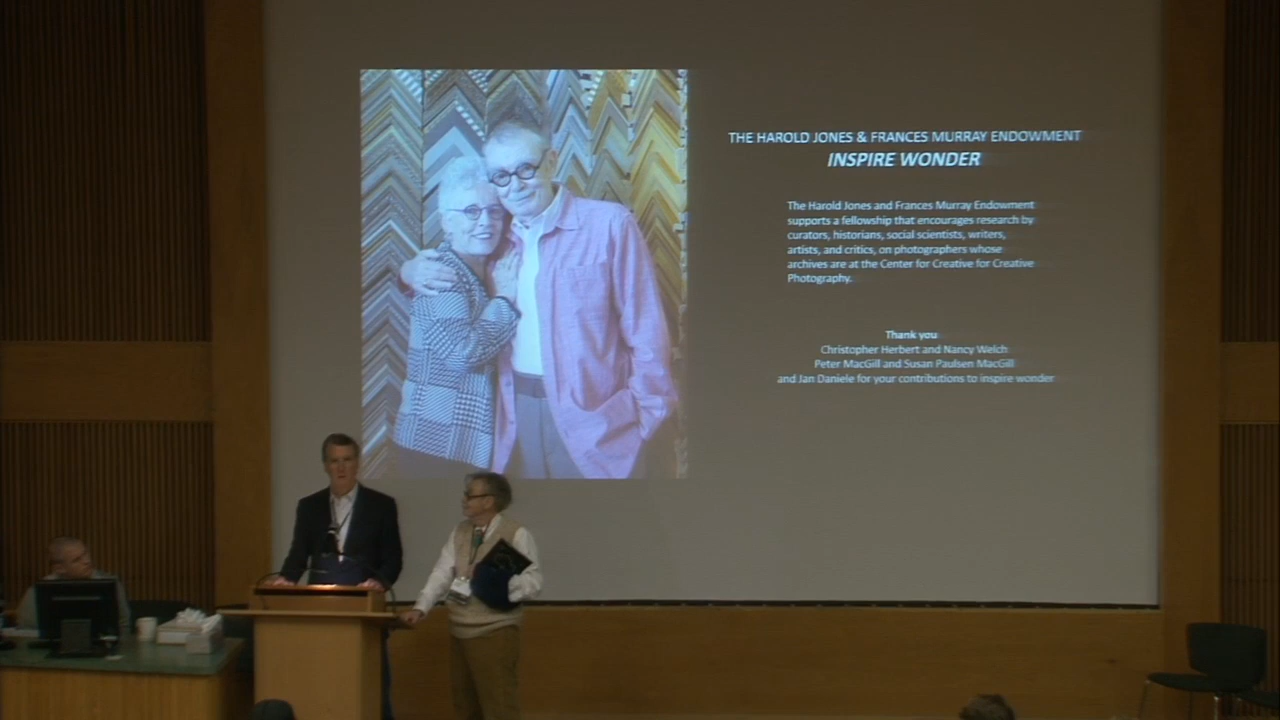 THE HAROLD JONES & FRANCES MURRAY ENDOWMENT
INSPIRE WONDER
The Harold Jones and Frances Murray Endowment
supports a fellowship that encourages research by
curators, historians, social scientists, writers,
artists, and critics, on photographers whose
archives are at the Center for Creative for Creative
Photography.
Thank you
Christopher Herbert and Nancy Welch
Peter MacGill and Susan Paulsen MacGill
and Jan Daniele for your contributions to inspire wonder